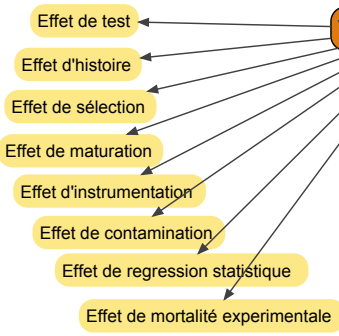 Effet de test
Effet d'histoire
Effet de sélection
Effet de maturation
Effet d'instrumentation
Effet de contamination
Effet de regression statistique
Effet de mortalité experimentale